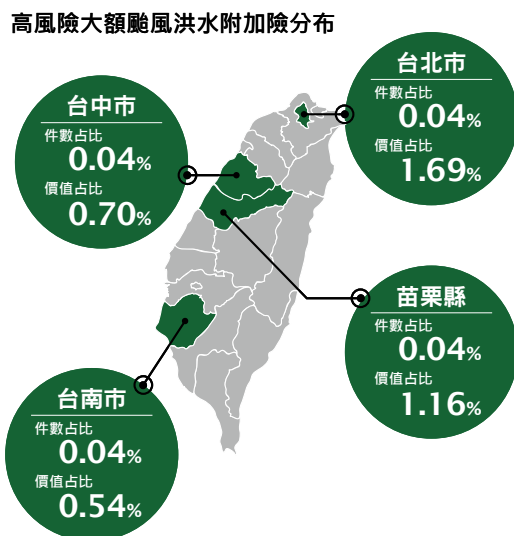 高風險大額颱風洪水附加險分布
台北市
件數占比
0.04%
價值占比
1.69%
台中市
件數占比
0.04%
價值占比
0.70%
苗栗縣
件數占比
0.04%
價值占比
1.16%
台南市
件數占比
0.04%
價值占比
0.54%